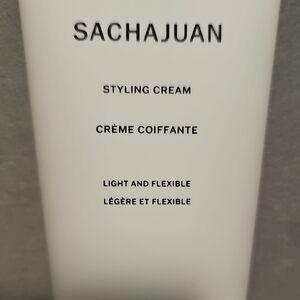 SACHAJUAN
STYLING CREAM
CRÈME COIFFANTE
LIGHT AND FLEXIBLE
LÉGÈRE ET FLEXIBLE